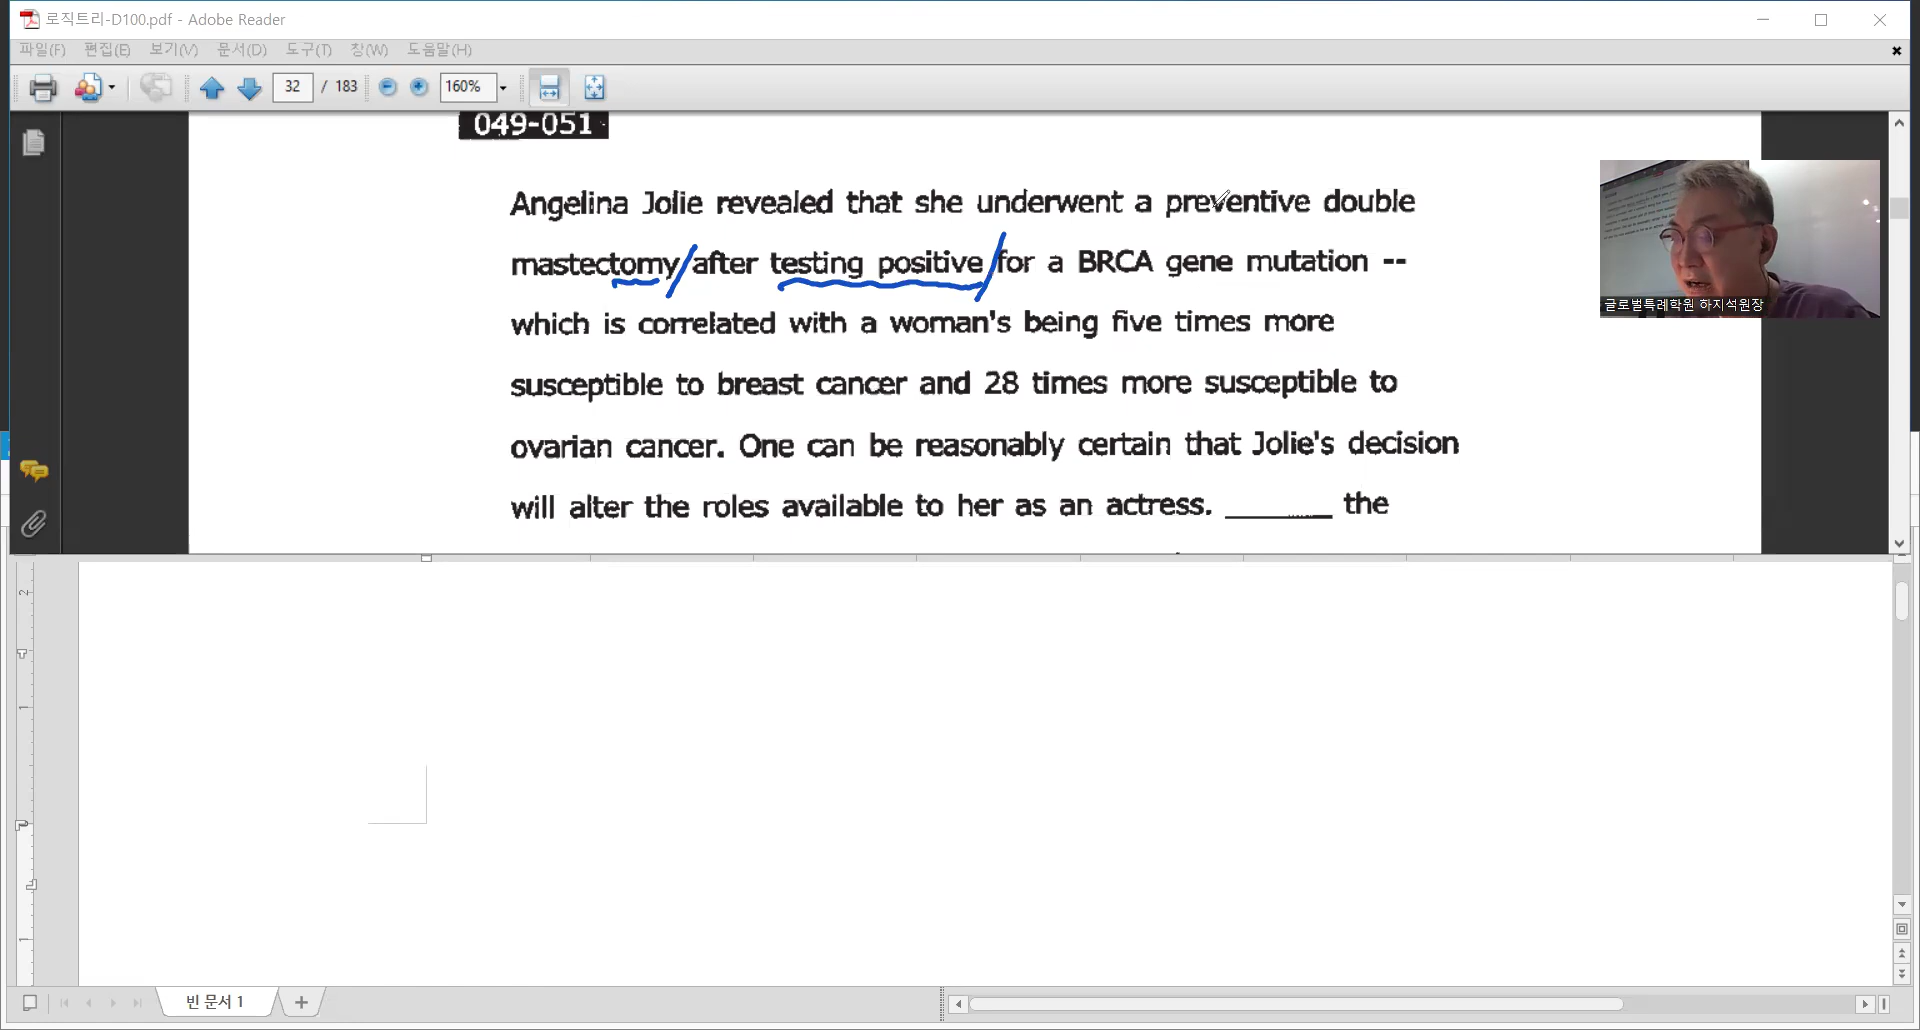 로직트리-D100.pdf - Adobe Reader
파일(F) 편집(E) 보기(V) 문서(D) 도구(T) 창(W) 도움말(H)
32 / 183 160%
049-051
Angelina Jolie revealed that she underwent a preventive double
mastectomy after testing positive for a BRCA gene mutation --
which is correlated with a woman's being five times more
susceptible to breast cancer and 28 times more susceptible to
ovarian cancer. One can be reasonably certain that Jolie's decision
will alter the roles available to her as an actress. ______ the
글로벌특례학원 하지석원장
2
1
1
빈 문서 1